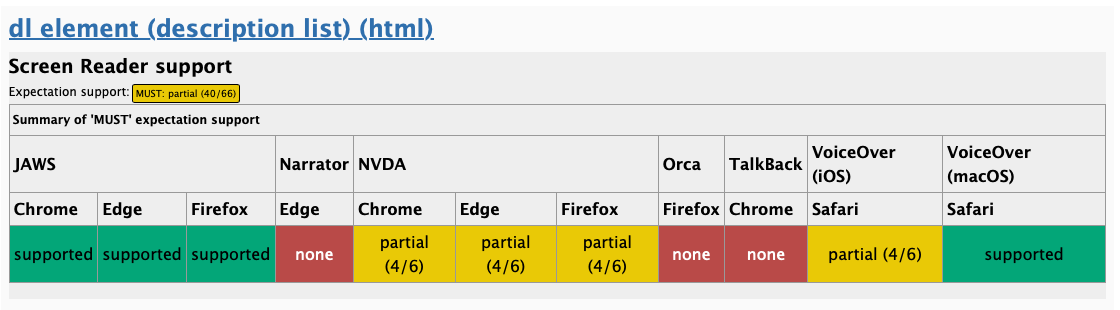 dl element (description list) (html)
Screen Reader support
Expectation support: MUST: partial (40/66)
Summary of 'MUST' expectation support
JAWS Narrator NVDA Orca TalkBack VoiceOver (iOS) VoiceOver (macOS)
Chrome Edge Firefox Edge Chrome Edge Firefox Firefox Chrome Safari Safari
supported supported supported none partial (4/6) partial (4/6) partial (4/6) none none partial (4/6) supported